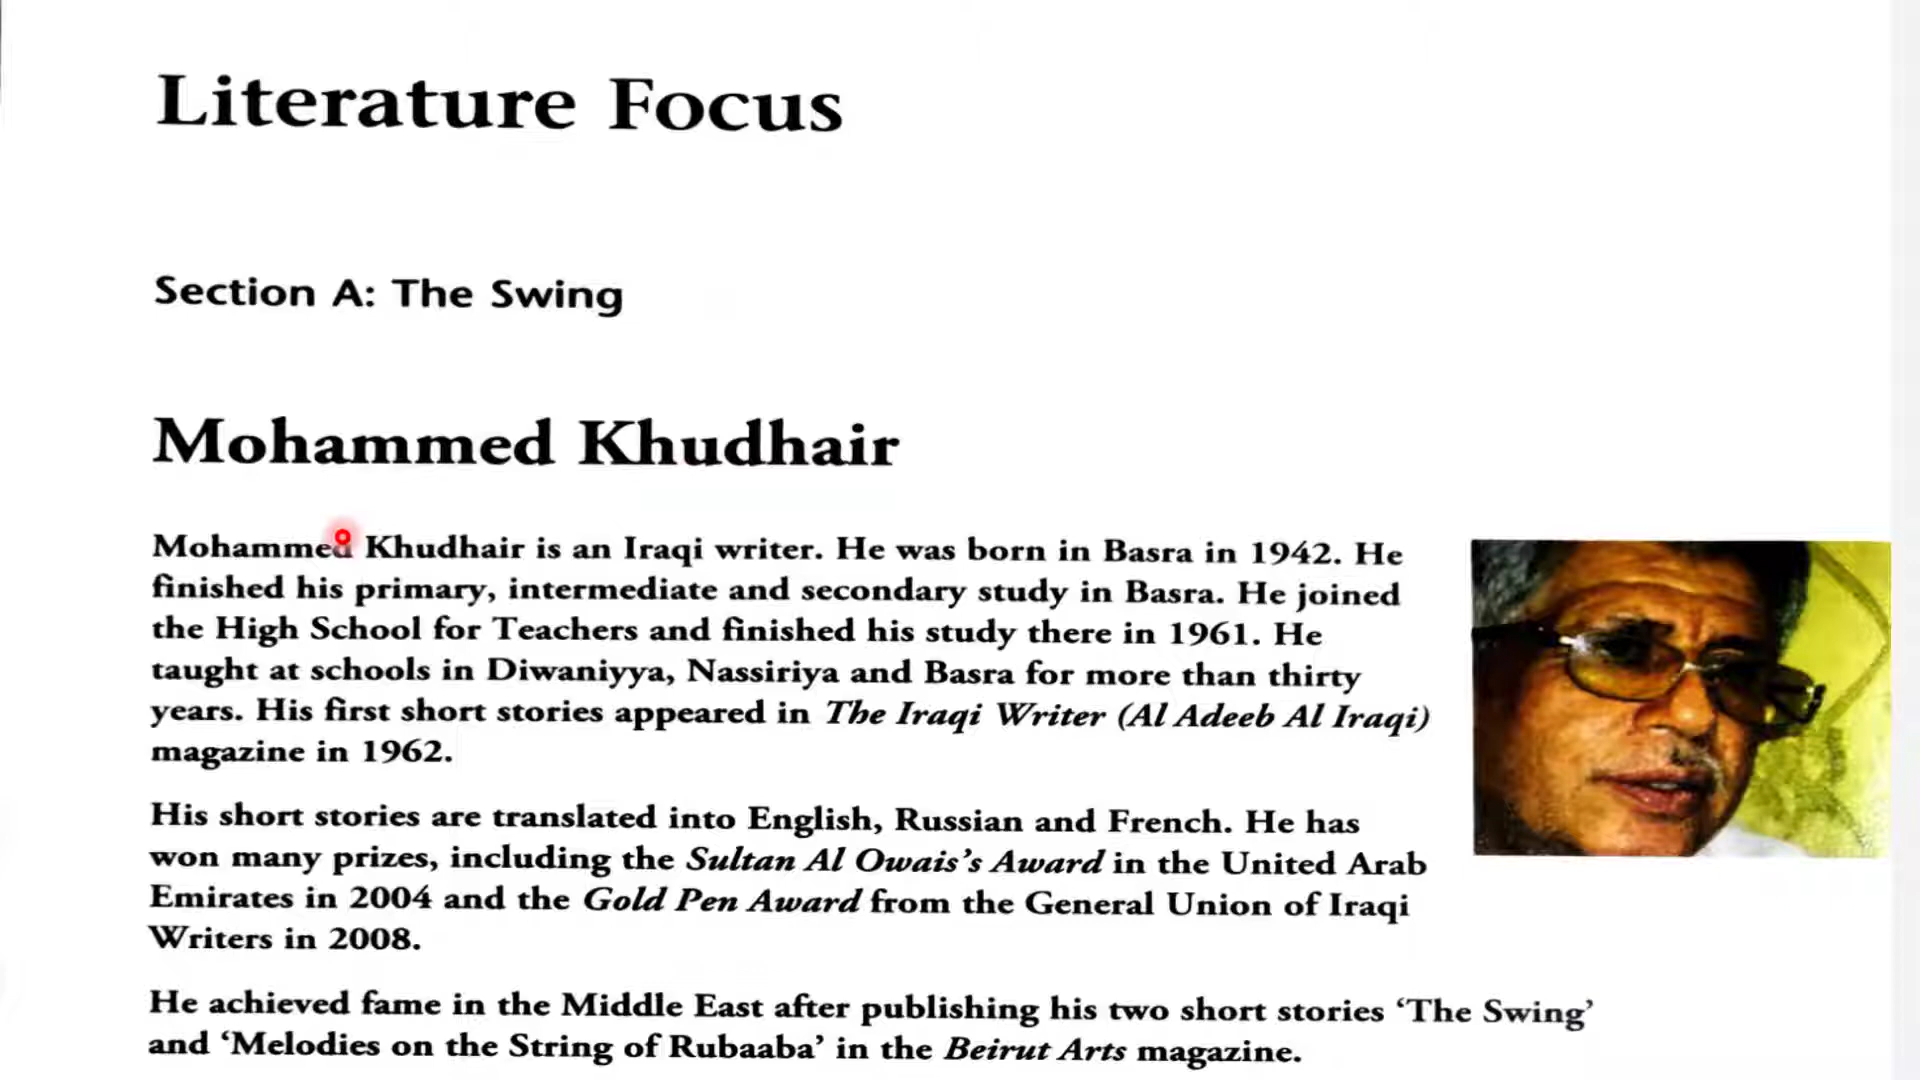 Literature Focus
Section A: The Swing
Mohammed Khudhair
Mohammed Khudhair is an Iraqi writer. He was born in Basra in 1942. He
finished his primary, intermediate and secondary study in Basra. He joined
the High School for Teachers and finished his study there in 1961. He
taught at schools in Diwaniyya, Nassiriya and Basra for more than thirty
years. His first short stories appeared in The Iraqi Writer (Al Adeeb Al Iraqi)
magazine in 1962.
His short stories are translated into English, Russian and French. He has
won many prizes, including the Sultan Al Owais’s Award in the United Arab
Emirates in 2004 and the Gold Pen Award from the General Union of Iraqi
Writers in 2008.
He achieved fame in the Middle East after publishing his two short stories ‘The Swing’
and ‘Melodies on the String of Rubaaba’ in the Beirut Arts magazine.